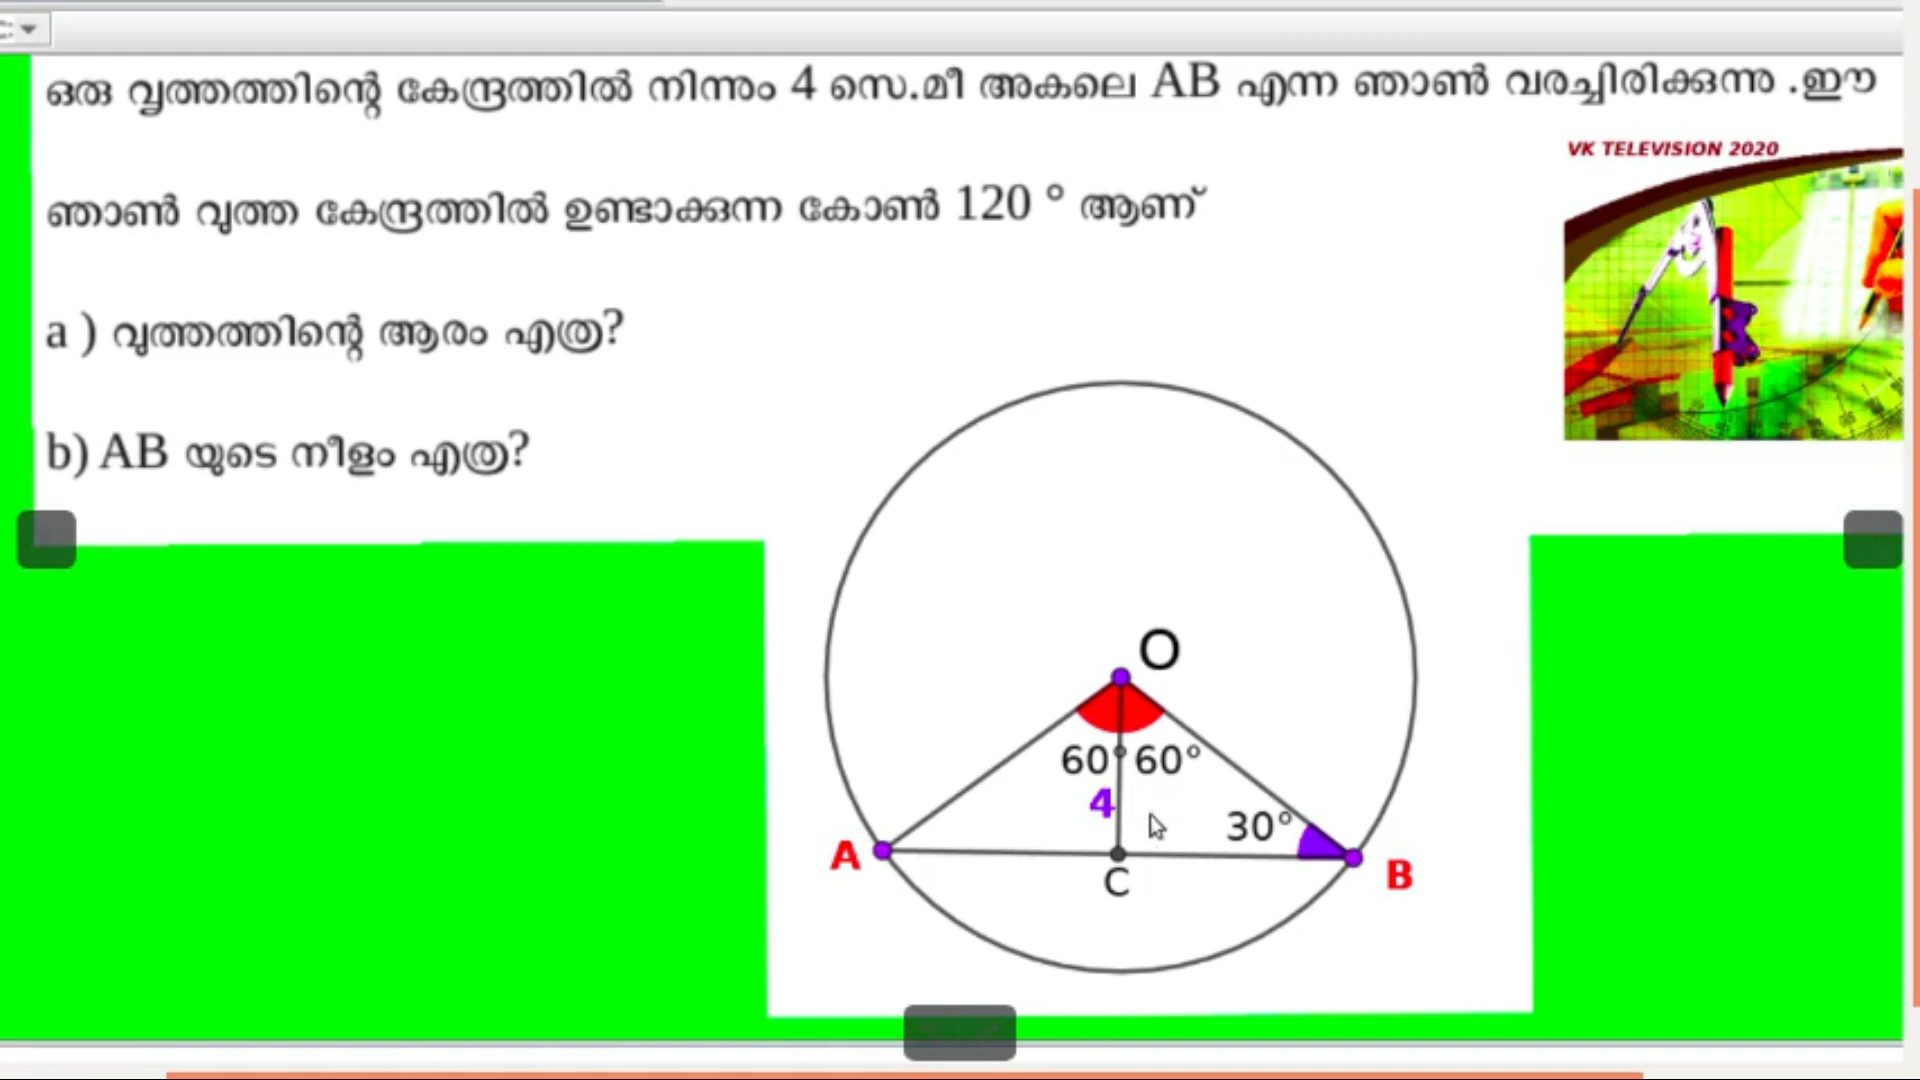 ഒരു വൃത്തത്തിന്റെ കേന്ദ്രത്തിൽ നിന്നും 4 സെ.മീ അകലെ AB എന്ന ഞാൺ വരച്ചിരിക്കുന്നു .ഈ
VK TELEVISION 2020
ഞാൺ വൃത്ത കേന്ദ്രത്തിൽ ഉണ്ടാക്കുന്ന കോൺ 120 ° ആണ്
a ) വൃത്തത്തിന്റെ ആരം എത്ര?
b) AB യുടെ നീളം എത്ര?
O
60° 60°
4
30°
A
B
C